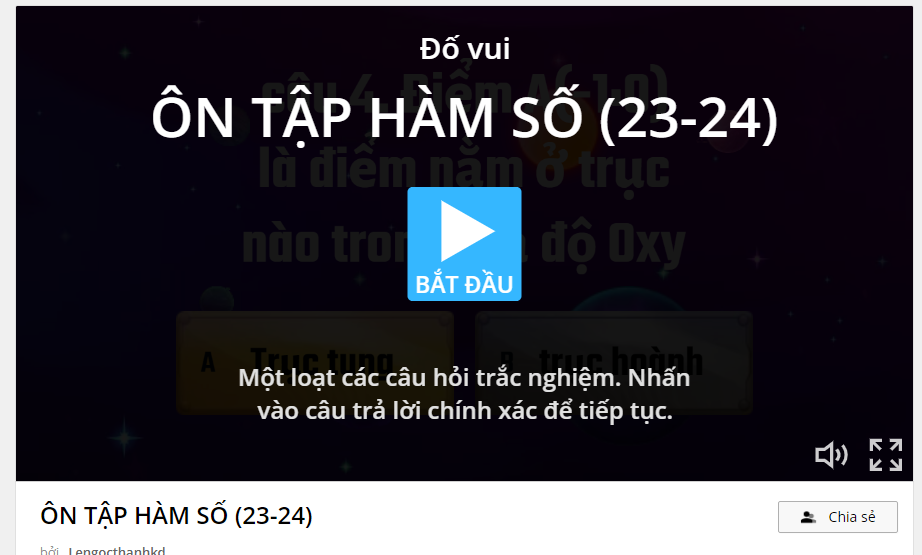 Đố vui
ÔN TẬP HÀM SỐ (23-24)
câu 4. Điểm A(-1;0)
là điểm nằm ở trục
nào độ Oxy
BẮT ĐẦU
A Trục tung
B trục hoành
Một loạt các câu hỏi trắc nghiệm. Nhấn
vào câu trả lời chính xác để tiếp tục.
ÔN TẬP HÀM SỐ (23-24)
Chia sẻ
bởi Lengocthanhkd